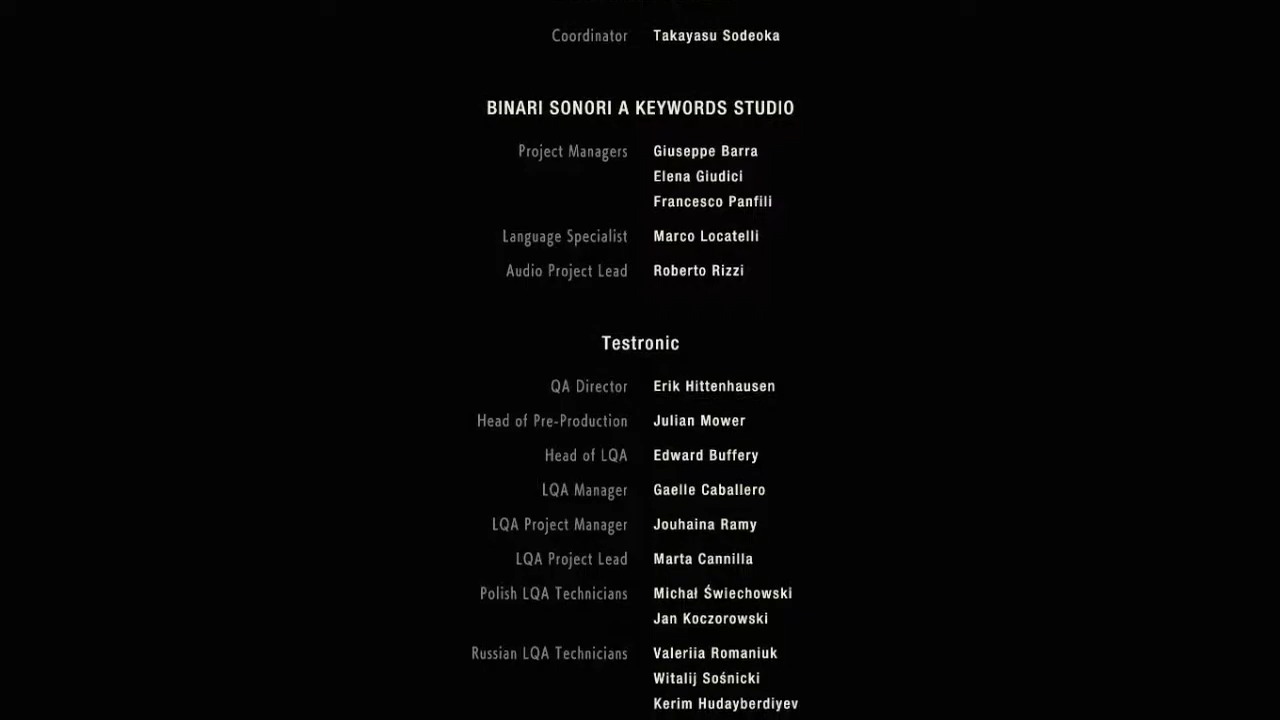 Coordinator Takayasu Sodeoka
BINARI SONORI A KEYWORDS STUDIO
Project Managers Giuseppe Barra
Elena Giudici
Francesco Panfili
Language Specialist Marco Locatelli
Audio Project Lead Roberto Rizzi
Testronic
QA Director Erik Hittenhausen
Head of Pre-Production Julian Mower
Head of LQA Edward Buffery
LQA Manager Gaelle Caballero
LQA Project Manager Jouhaina Ramy
LQA Project Lead Marta Cannilla
Polish LQA Technicians Michał Świechowski
Jan Koczorowski
Russian LQA Technicians Valeriia Romaniuk
Witalij Sośnicki
Kerim Hudayberdiyev